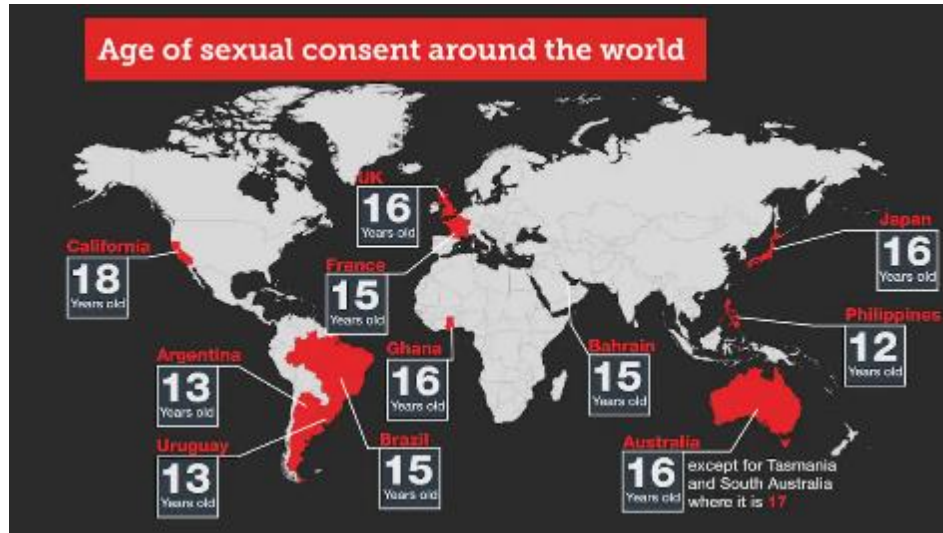 Age of sexual consent around the world
UK
16
Years old
California
18
Years old
France
15
Years old
Japan
16
Years old
Philippines
12
Years old
Argentina
13
Years old
Ghana
16
Years old
Bahrain
15
Years old
Uruguay
13
Years old
Brazil
15
Years old
Australia
16
Years old
except for Tasmania
and South Australia
where it is 17